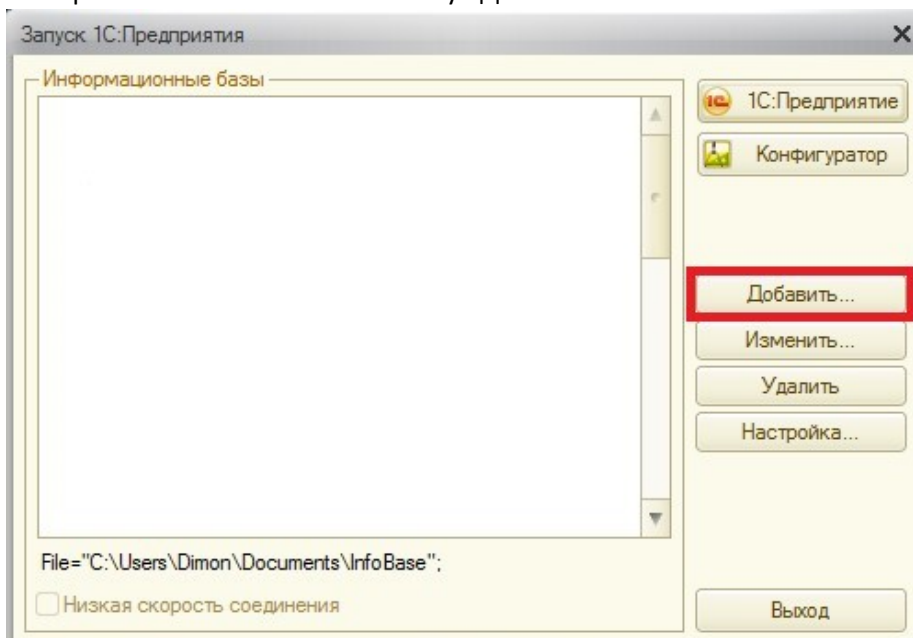 Запуск 1С:Предприятия
Информационные базы
1С:Предприятие
Конфигуратор
Добавить...
Изменить...
Удалить
Настройка...
File="C:\Users\Dimon\Documents\InfoBase";
Низкая скорость соединения
Выход